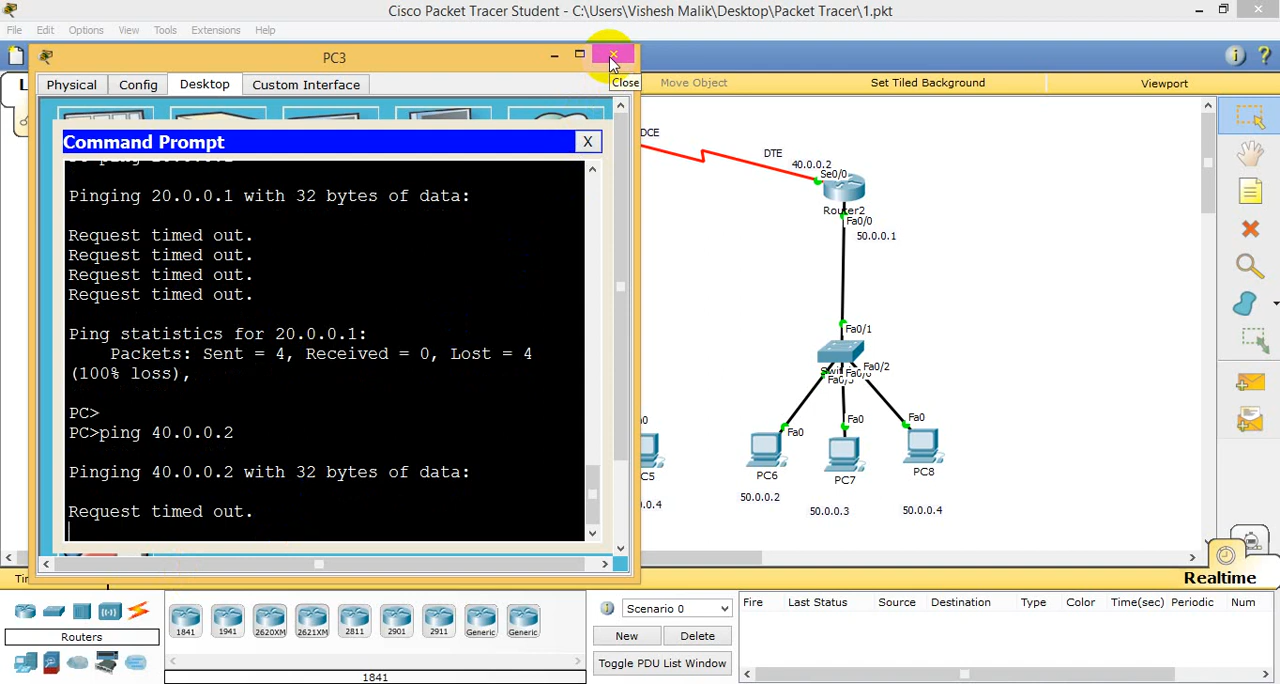 Cisco Packet Tracer Student - C:\Users\Vishesh Malik\Desktop\Packet Tracer\1.pkt
File Edit Options View Tools Extensions Help
PC3
Close
Physical Config Desktop Custom Interface
Move Object Set Tiled Background Viewport
Command Prompt X
Pinging 20.0.0.1 with 32 bytes of data:
Request timed out.
Request timed out.
Request timed out.
Request timed out.
Ping statistics for 20.0.0.1:
Packets: Sent = 4, Received = 0, Lost = 4
(100% loss),
PC>
PC>ping 40.0.0.2
Pinging 40.0.0.2 with 32 bytes of data:
Request timed out.
DCE
DTE
40.0.0.2
Se0/0
Router2
Fa0/0
50.0.0.1
Fa0/1
Fa0/2
Fa0
Fa0
Fa0
PC6
PC7
PC8
50.0.0.2
50.0.0.3
50.0.0.4
Realtime
Routers
1841 1941 2620XM 2621XM 2811 2901 2911 Generic Generic
1841
Scenario 0
New Delete
Toggle PDU List Window
Fire Last Status Source Destination Type Color Time(sec) Periodic Num